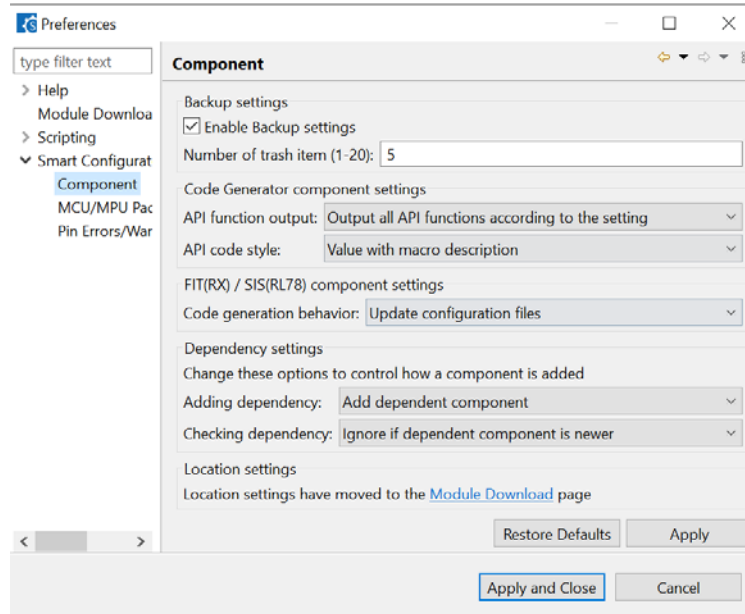 Preferences
type filter text
Component
Help
Module Downloa
Scripting
Smart Configurat
Component
MCU/MPU Pac
Pin Errors/War
Backup settings
Enable Backup settings
Number of trash item (1-20): 5
Code Generator component settings
API function output: Output all API functions according to the setting
API code style: Value with macro description
FIT(RX) / SIS(RL78) component settings
Code generation behavior: Update configuration files
Dependency settings
Change these options to control how a component is added
Adding dependency: Add dependent component
Checking dependency: Ignore if dependent component is newer
Location settings
Location settings have moved to the Module Download page
Restore Defaults Apply
Apply and Close Cancel